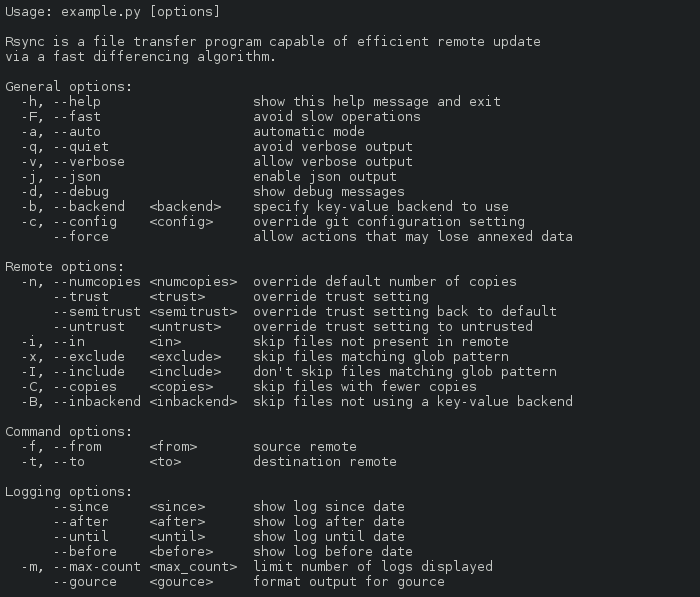 Usage: example.py [options]

Rsync is a file transfer program capable of efficient remote update
via a fast differencing algorithm.

General options:
  -h, --help                   show this help message and exit
  -F, --fast                   avoid slow operations
  -a, --auto                   automatic mode
  -q, --quiet                  avoid verbose output
  -v, --verbose                allow verbose output
  -j, --json                   enable json output
  -d, --debug                  show debug messages
  -b, --backend   <backend>    specify key-value backend to use
  -c, --config    <config>     override git configuration setting
      --force                  allow actions that may lose annexed data

Remote options:
  -n, --numcopies <numcopies>  override default number of copies
      --trust     <trust>      override trust setting
      --semitrust <semitrust>  override trust setting back to default
      --untrust   <untrust>    override trust setting to untrusted
  -i, --in        <in>         skip files not present in remote
  -x, --exclude   <exclude>    skip files matching glob pattern
  -I, --include   <include>    don't skip files matching glob pattern
  -C, --copies    <copies>     skip files with fewer copies
  -B, --inbackend <inbackend>  skip files not using a key-value backend

Command options:
  -f, --from      <from>       source remote
  -t, --to        <to>         destination remote

Logging options:
      --since     <since>      show log since date
      --after     <after>      show log after date
      --until     <until>      show log until date
      --before    <before>     show log before date
  -m, --max-count <max_count>  limit number of logs displayed
      --gource    <gource>     format output for gource